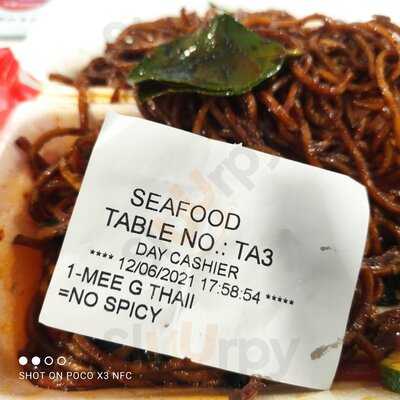 SEAFOOD
TABLE NO.: TA3
DAY CASHIER
**** 12/06/2021 17:58:54 *****
1-MEE G THAII
=NO SPICY
SHOT ON POCO X3 NFC